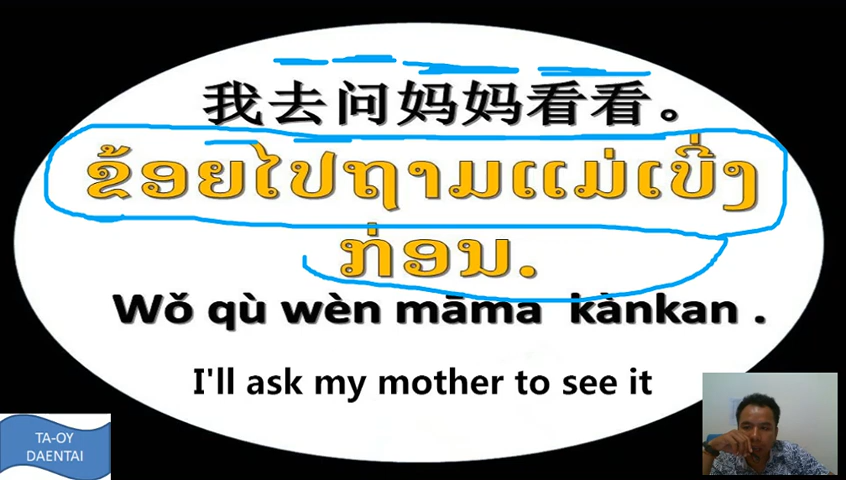 我去问妈妈看看。
ຂ້ອຍໄປຖາມແມ່ເບິ່ງ
ກ່ອນ.
Wǒ qù wèn māma kànkan .
I'll ask my mother to see it
TA-OY
DAENTAI